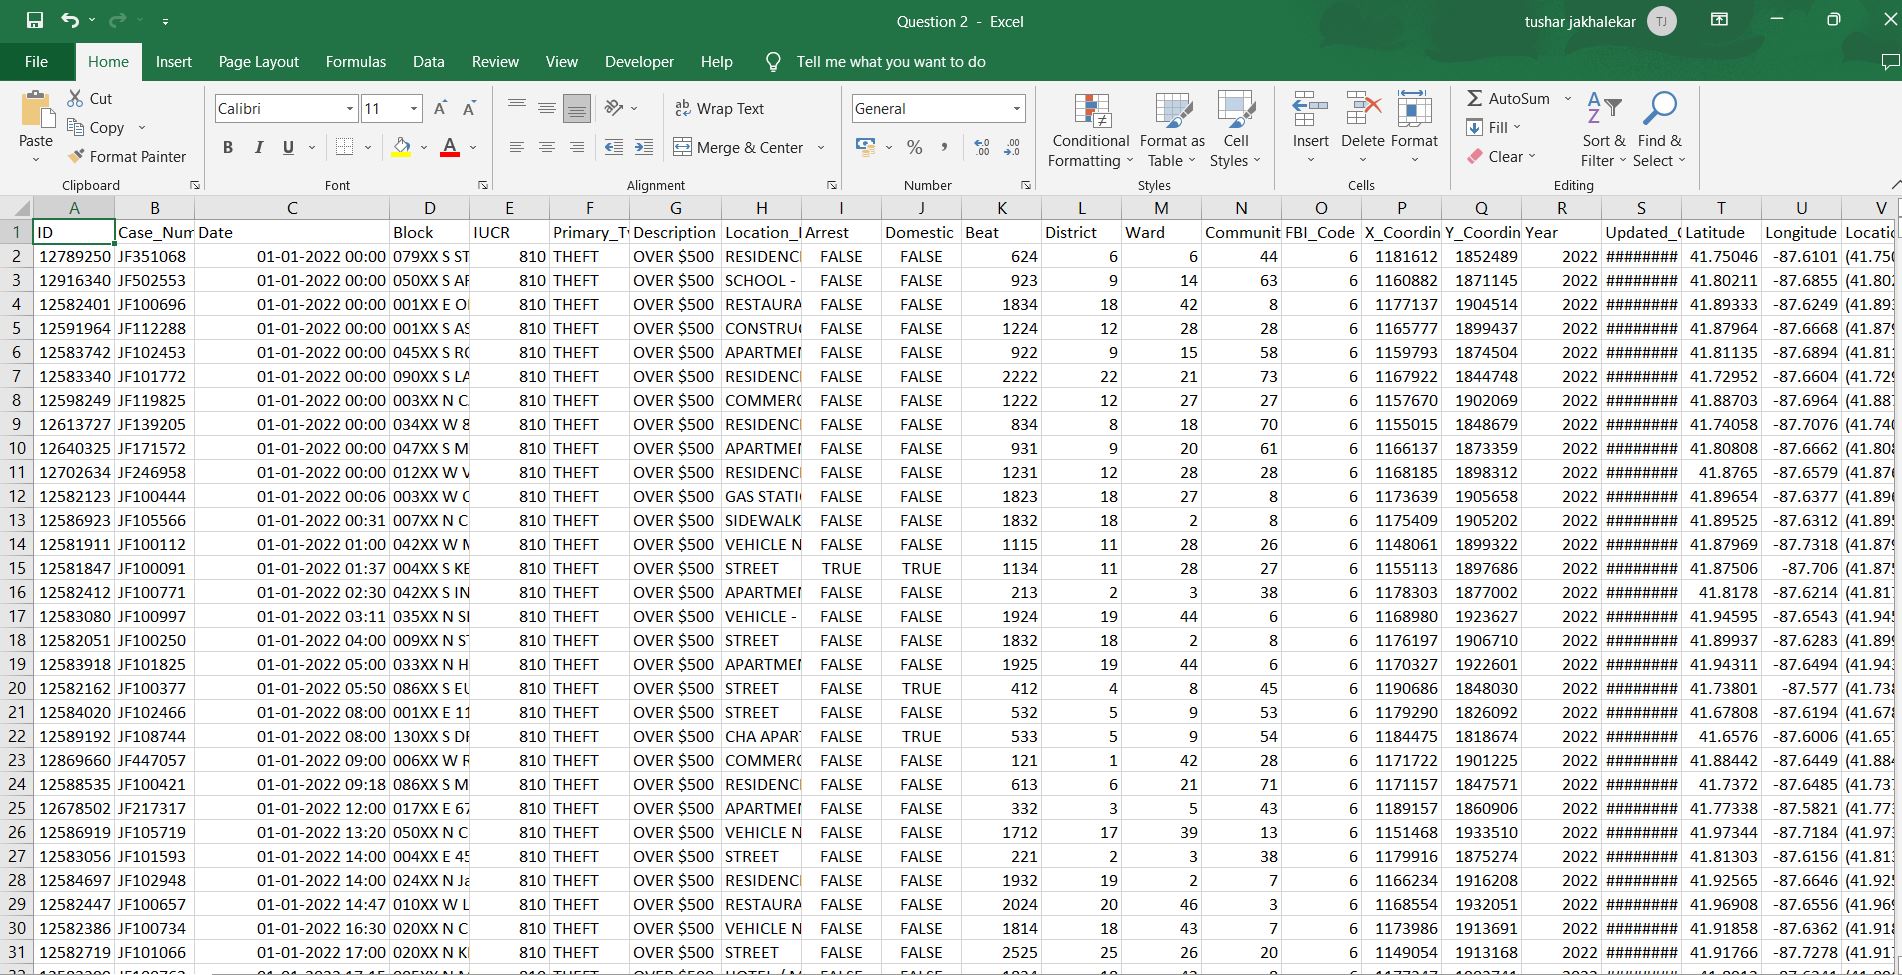 Question 2 - Excel
tushar jakhalekar TJ
File Home Insert Page Layout Formulas Data Review View Developer Help Tell me what you want to do
Paste Cut Copy Format Painter Clipboard
Calibri 11 B I U Font
Wrap Text Merge & Center Alignment
General % Number
Conditional Formatting Format as Table Cell Styles Styles
Insert Delete Format Cells
AutoSum Fill Clear Sort & Filter Find & Select Editing
A B C D E F G H I J K L M N O P Q R S T U V
1 ID Case_Num Date Block IUCR Primary_T Description Location_ Arrest Domestic Beat District Ward Communit FBI_Code X_Coordin Y_Coordin Year Updated_ Latitude Longitude Locatio
2 12789250 JF351068 01-01-2022 00:00 079XX S ST 810 THEFT OVER $500 RESIDENC FALSE FALSE 624 6 6 44 6 1181612 1852489 2022 ######## 41.75046 -87.6101 (41.750
3 12916340 JF502553 01-01-2022 00:00 050XX S AF 810 THEFT OVER $500 SCHOOL - FALSE FALSE 923 9 14 63 6 1160882 1871145 2022 ######## 41.80211 -87.6855 (41.802
4 12582401 JF100696 01-01-2022 00:00 001XX E O 810 THEFT OVER $500 RESTAURA FALSE FALSE 1834 18 42 8 6 1177137 1904514 2022 ######## 41.89333 -87.6249 (41.893
5 12591964 JF112288 01-01-2022 00:00 001XX S AS 810 THEFT OVER $500 CONSTRU FALSE FALSE 1224 12 28 28 6 1165777 1899437 2022 ######## 41.87964 -87.6668 (41.879
6 12583742 JF102453 01-01-2022 00:00 045XX S RO 810 THEFT OVER $500 APARTME FALSE FALSE 922 9 15 58 6 1159793 1874504 2022 ######## 41.81135 -87.6894 (41.811
7 12583340 JF101772 01-01-2022 00:00 090XX S LA 810 THEFT OVER $500 RESIDENC FALSE FALSE 2222 22 21 73 6 1167922 1844748 2022 ######## 41.72952 -87.6604 (41.729
8 12598249 JF119825 01-01-2022 00:00 003XX N C 810 THEFT OVER $500 COMMERC FALSE FALSE 1222 12 27 27 6 1157670 1902069 2022 ######## 41.88703 -87.6964 (41.887
9 12613727 JF139205 01-01-2022 00:00 034XX W 8 810 THEFT OVER $500 RESIDENC FALSE FALSE 834 8 18 70 6 1155015 1848679 2022 ######## 41.74058 -87.7076 (41.740
10 12640325 JF171572 01-01-2022 00:00 047XX S M 810 THEFT OVER $500 APARTME FALSE FALSE 931 9 20 61 6 1166137 1873359 2022 ######## 41.80808 -87.6662 (41.808
11 12702634 JF246958 01-01-2022 00:00 012XX W V 810 THEFT OVER $500 RESIDENC FALSE FALSE 1231 12 28 28 6 1168185 1898312 2022 ######## 41.8765 -87.6579 (41.876
12 12582123 JF100444 01-01-2022 00:06 003XX W C 810 THEFT OVER $500 GAS STATI FALSE FALSE 1823 18 27 8 6 1173639 1905658 2022 ######## 41.89654 -87.6377 (41.896
13 12586923 JF105566 01-01-2022 00:31 007XX N C 810 THEFT OVER $500 SIDEWALK FALSE FALSE 1832 18 2 8 6 1175409 1905202 2022 ######## 41.89525 -87.6312 (41.895
14 12581911 JF100112 01-01-2022 01:00 042XX W M 810 THEFT OVER $500 VEHICLE N FALSE FALSE 1115 11 28 26 6 1148061 1899322 2022 ######## 41.87969 -87.7318 (41.879
15 12581847 JF100091 01-01-2022 01:37 004XX S KE 810 THEFT OVER $500 STREET TRUE TRUE 1134 11 28 27 6 1155113 1897686 2022 ######## 41.87506 -87.706 (41.875
16 12582412 JF100771 01-01-2022 02:30 042XX S IN 810 THEFT OVER $500 APARTME FALSE FALSE 213 2 3 38 6 1178303 1877002 2022 ######## 41.8178 -87.6214 (41.817
17 12583080 JF100997 01-01-2022 03:11 035XX N SI 810 THEFT OVER $500 VEHICLE - FALSE FALSE 1924 19 44 6 6 1168980 1923627 2022 ######## 41.94595 -87.6543 (41.945
18 12582051 JF100250 01-01-2022 04:00 009XX N ST 810 THEFT OVER $500 STREET FALSE FALSE 1832 18 2 8 6 1176197 1906710 2022 ######## 41.89937 -87.6283 (41.899
19 12583918 JF101825 01-01-2022 05:00 033XX N H 810 THEFT OVER $500 APARTME FALSE FALSE 1925 19 44 6 6 1170327 1922601 2022 ######## 41.94311 -87.6494 (41.943
20 12582162 JF100377 01-01-2022 05:50 086XX S EU 810 THEFT OVER $500 STREET FALSE TRUE 412 4 8 45 6 1190686 1848030 2022 ######## 41.73801 -87.577 (41.738
21 12584020 JF102466 01-01-2022 08:00 001XX E 11 810 THEFT OVER $500 STREET FALSE FALSE 532 5 9 53 6 1179290 1826092 2022 ######## 41.67808 -87.6194 (41.678
22 12589192 JF108744 01-01-2022 08:00 130XX S DR 810 THEFT OVER $500 CHA APAR FALSE TRUE 533 5 9 54 6 1184475 1818674 2022 ######## 41.6576 -87.6006 (41.657
23 12869660 JF447057 01-01-2022 09:00 006XX W R 810 THEFT OVER $500 COMMERC FALSE FALSE 121 1 42 28 6 1171722 1901225 2022 ######## 41.88442 -87.6449 (41.884
24 12588535 JF100421 01-01-2022 09:18 086XX S M 810 THEFT OVER $500 RESIDENC FALSE FALSE 613 6 21 71 6 1171157 1847571 2022 ######## 41.7372 -87.6485 (41.737
25 12678502 JF217317 01-01-2022 12:00 017XX E 67 810 THEFT OVER $500 APARTME FALSE FALSE 332 3 5 43 6 1189157 1860906 2022 ######## 41.77338 -87.5821 (41.773
26 12586919 JF105719 01-01-2022 13:20 050XX N C 810 THEFT OVER $500 VEHICLE N FALSE FALSE 1712 17 39 13 6 1151468 1933510 2022 ######## 41.97344 -87.7184 (41.973
27 12583056 JF101593 01-01-2022 14:00 004XX E 45 810 THEFT OVER $500 STREET FALSE FALSE 221 2 3 38 6 1179916 1875274 2022 ######## 41.81303 -87.6156 (41.813
28 12584697 JF102948 01-01-2022 14:00 024XX N Ja 810 THEFT OVER $500 RESIDENC FALSE FALSE 1932 19 2 7 6 1166234 1916208 2022 ######## 41.92565 -87.6646 (41.925
29 12582447 JF100657 01-01-2022 14:47 010XX W L 810 THEFT OVER $500 RESTAURA FALSE FALSE 2024 20 46 3 6 1168554 1932051 2022 ######## 41.96908 -87.6556 (41.969
30 12582386 JF100734 01-01-2022 16:30 020XX N C 810 THEFT OVER $500 VEHICLE N FALSE FALSE 1814 18 43 7 6 1173986 1913691 2022 ######## 41.91858 -87.6362 (41.918
31 12582719 JF101066 01-01-2022 17:00 020XX N KI 810 THEFT OVER $500 STREET FALSE FALSE 2525 25 26 20 6 1149054 1913168 2022 ######## 41.91766 -87.7278 (41.917